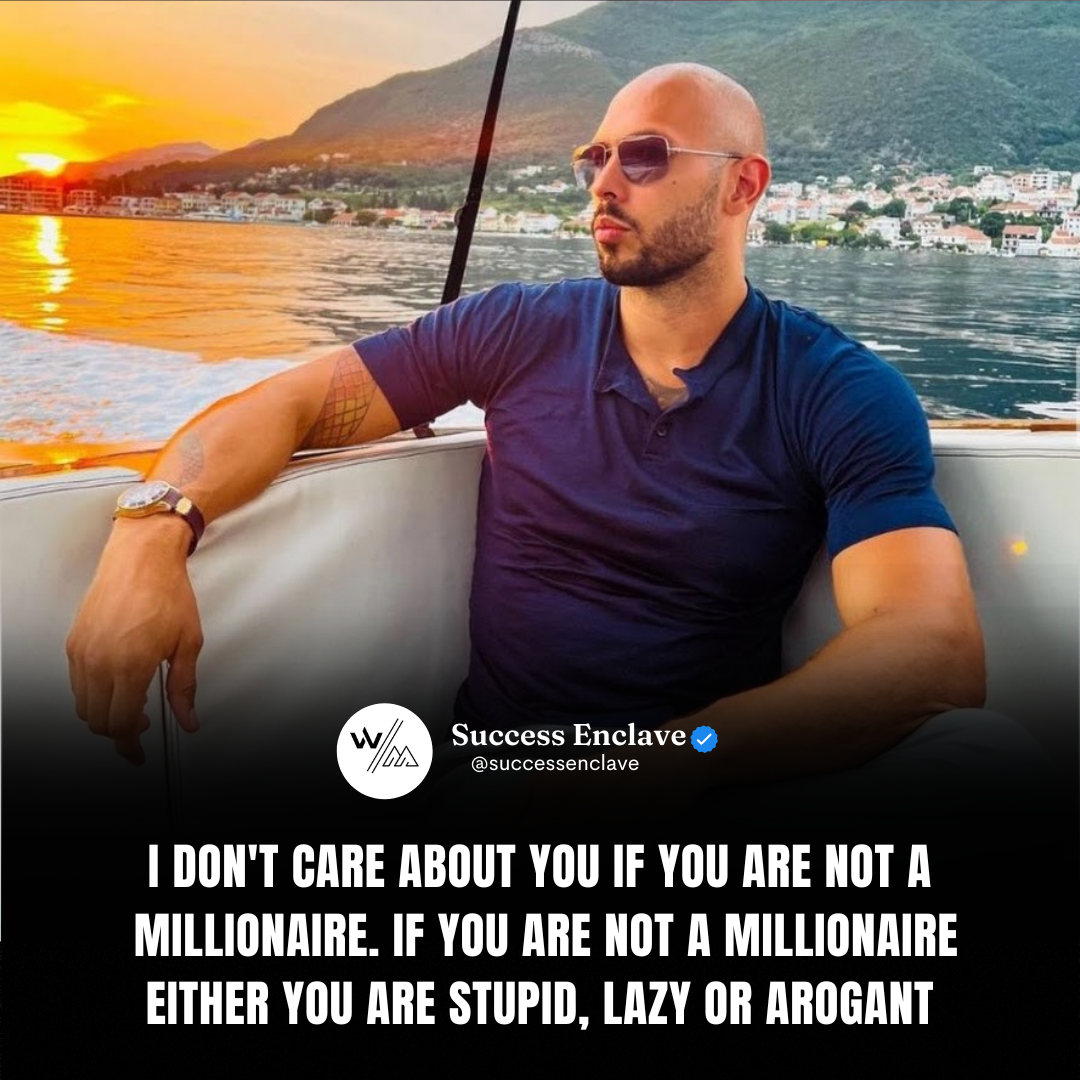 W/M
Success Enclave
@successenclave
I DON'T CARE ABOUT YOU IF YOU ARE NOT A
MILLIONAIRE. IF YOU ARE NOT A MILLIONAIRE
EITHER YOU ARE STUPID, LAZY OR AROGANT